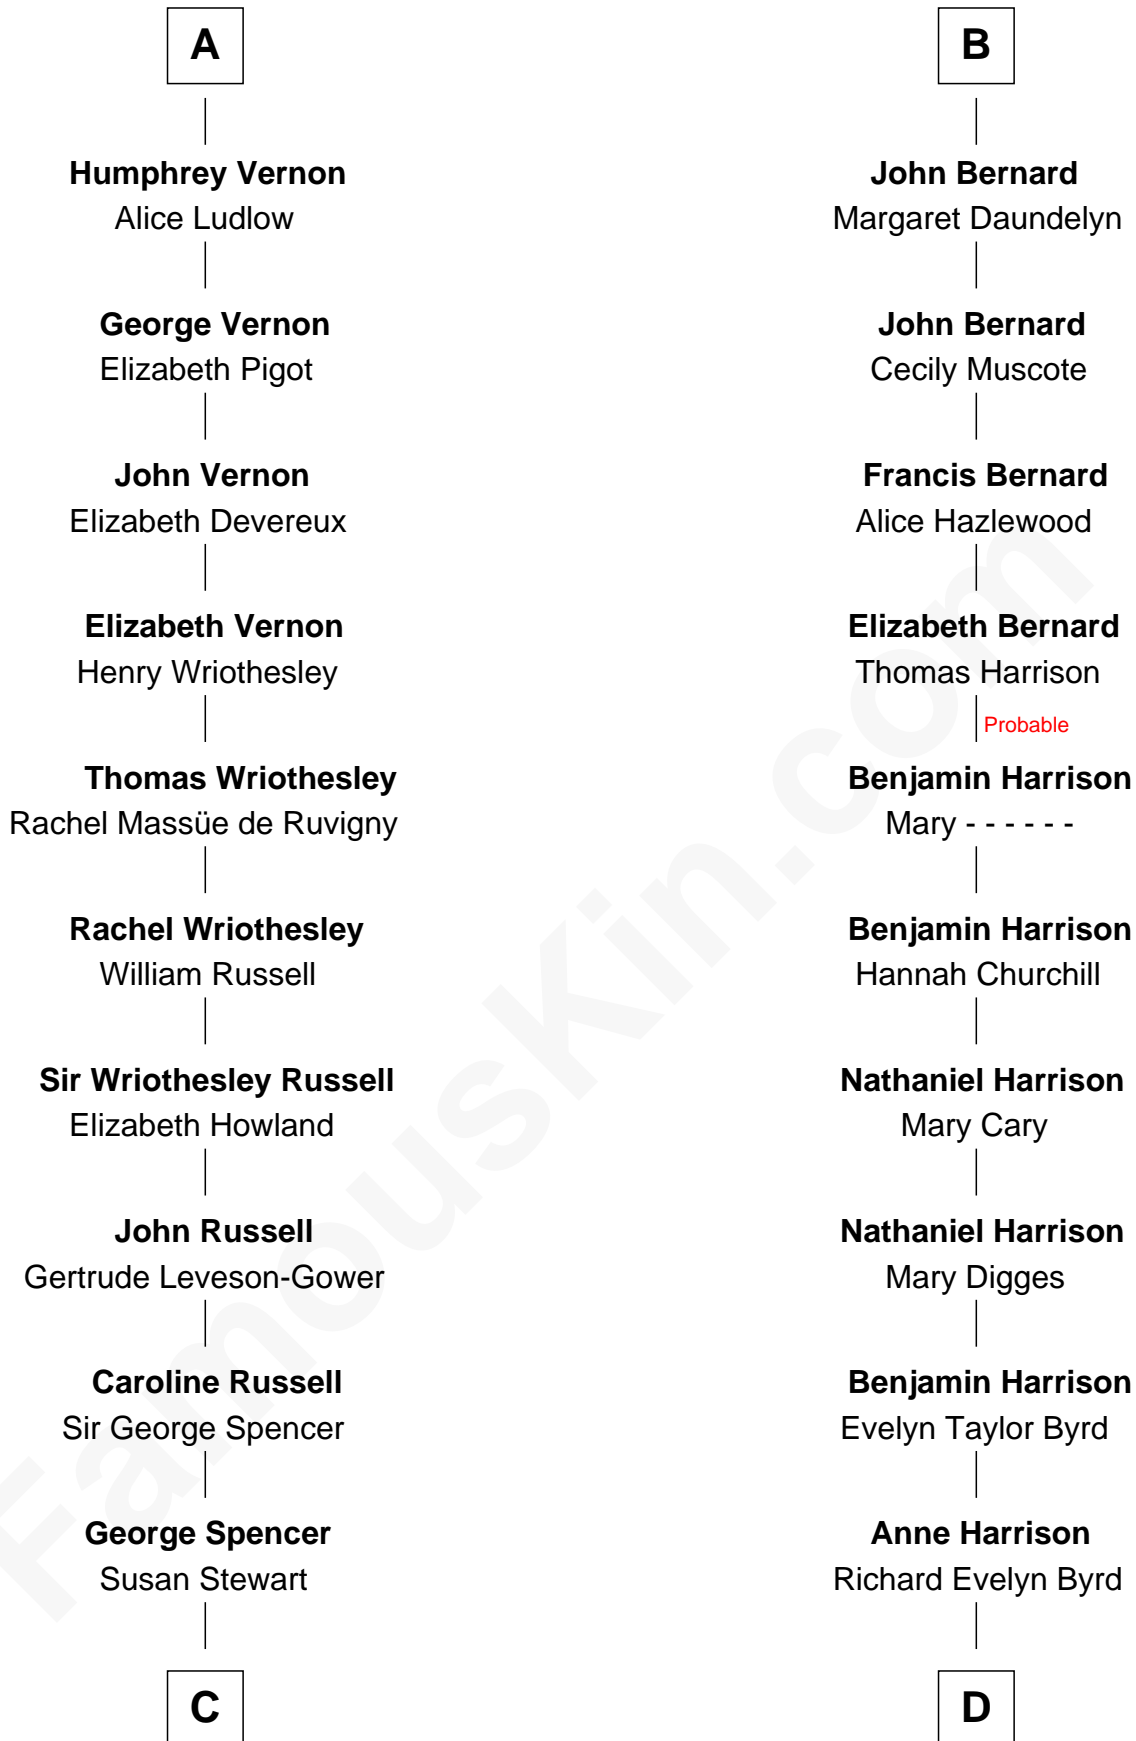 A
Humphrey Vernon
Alice Ludlow
George Vernon
Elizabeth Pigot
John Vernon
Elizabeth Devereux
Elizabeth Vernon
Henry Wriothesley
Thomas Wriothesley
Rachel Massüe de Ruvigny
Rachel Wriothesley
William Russell
Sir Wriothesley Russell
Elizabeth Howland
John Russell
Gertrude Leveson-Gower
Caroline Russell
Sir George Spencer
George Spencer
Susan Stewart
C
B
John Bernard
Margaret Daundelyn
John Bernard
Cecily Muscote
Francis Bernard
Alice Hazlewood
Elizabeth Bernard
Thomas Harrison
Probable
Benjamin Harrison
Mary - - - - - -
Benjamin Harrison
Hannah Churchill
Nathaniel Harrison
Mary Cary
Nathaniel Harrison
Mary Digges
Benjamin Harrison
Evelyn Taylor Byrd
Anne Harrison
Richard Evelyn Byrd
D
FamousKin.com